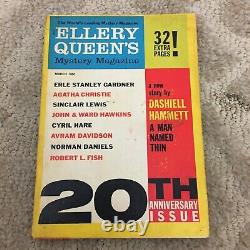 The World's Leading Mystery Magazine
ELLERY
QUEEN'S
Mystery Magazine
32
EXTRA
PAGES!
MARCH
ERLE STANLEY GARDNER
AGATHA CHRISTIE
SINCLAIR LEWIS
JOHN & WARD HAWKINS
CYRIL HARE
AVRAM DAVIDSON
NORMAN DANIELS
ROBERT L. FISH
a new
story by
DASHIELL
HAMMETT
A MAN
NAMED
THIN
20TH
ANNIVERSARY
ISSUE